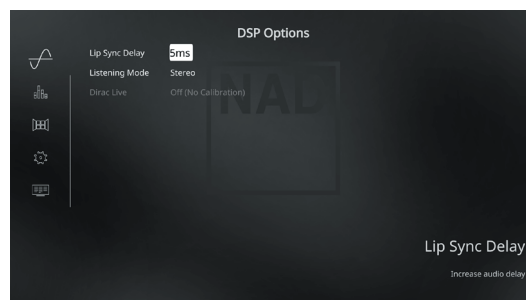 DSP Options
Lip Sync Delay 5ms
Listening Mode Stereo
Dirac Live Off (No Calibration)
NAD
Lip Sync Delay
Increase audio delay